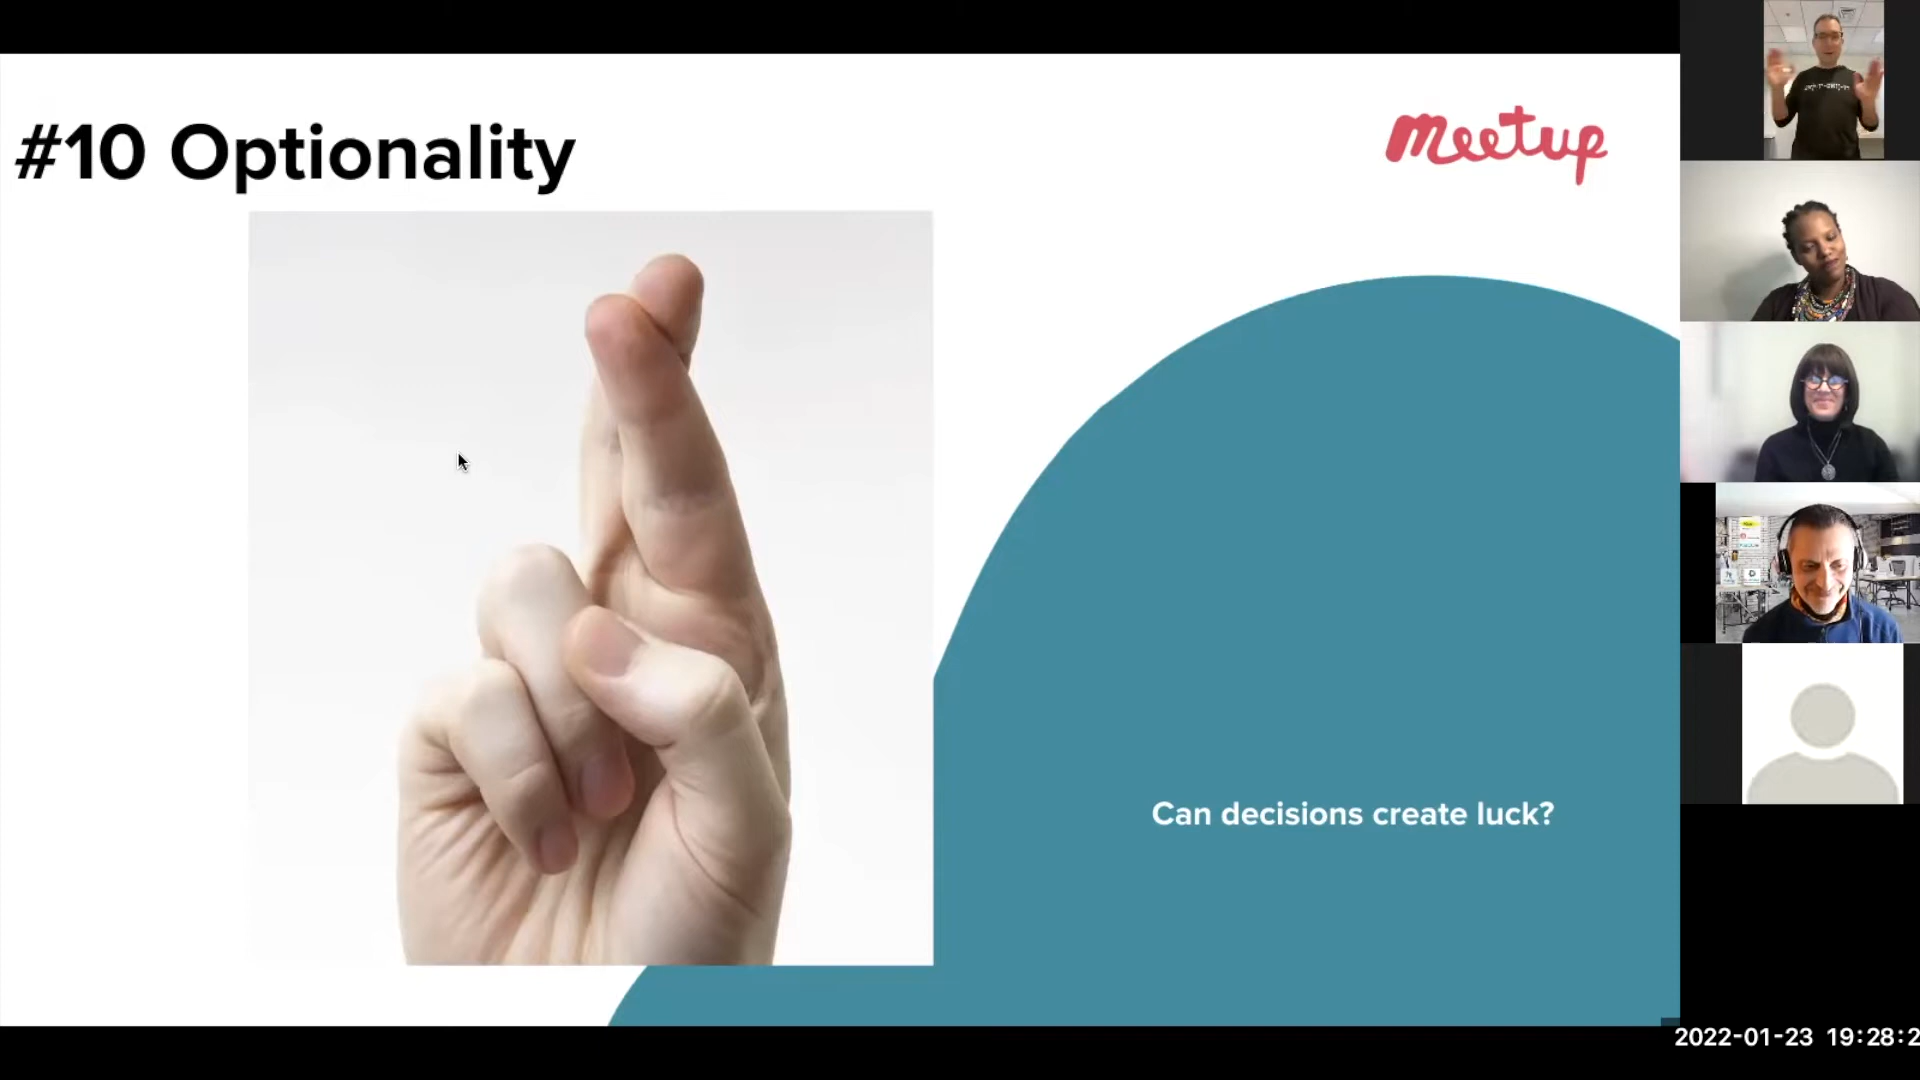 #10 Optionality
meetup
Can decisions create luck?
2022-01-23 19:28:2